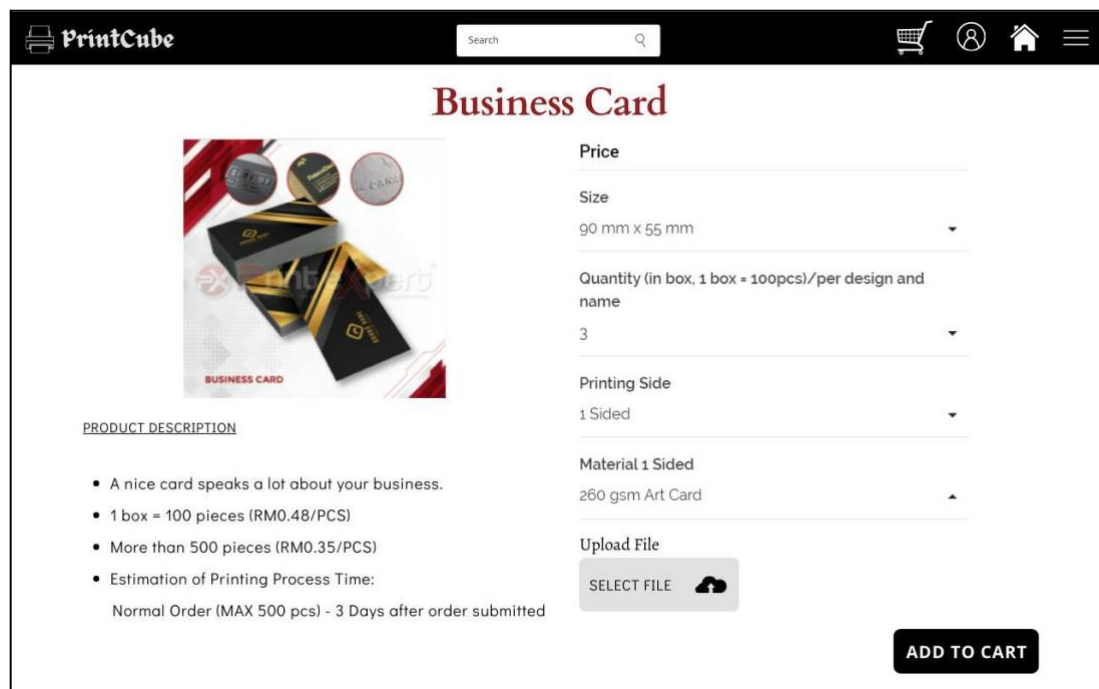 PrintCube
Search
Business Card
BUSINESS CARD
PRODUCT DESCRIPTION
• A nice card speaks a lot about your business.
• 1 box = 100 pieces (RM0.48/PCS)
• More than 500 pieces (RM0.35/PCS)
• Estimation of Printing Process Time:
Normal Order (MAX 500 pcs) - 3 Days after order submitted
Price
Size
90 mm x 55 mm
Quantity (in box, 1 box = 100pcs)/per design and
name
3
Printing Side
1 Sided
Material 1 Sided
260 gsm Art Card
Upload File
SELECT FILE
ADD TO CART